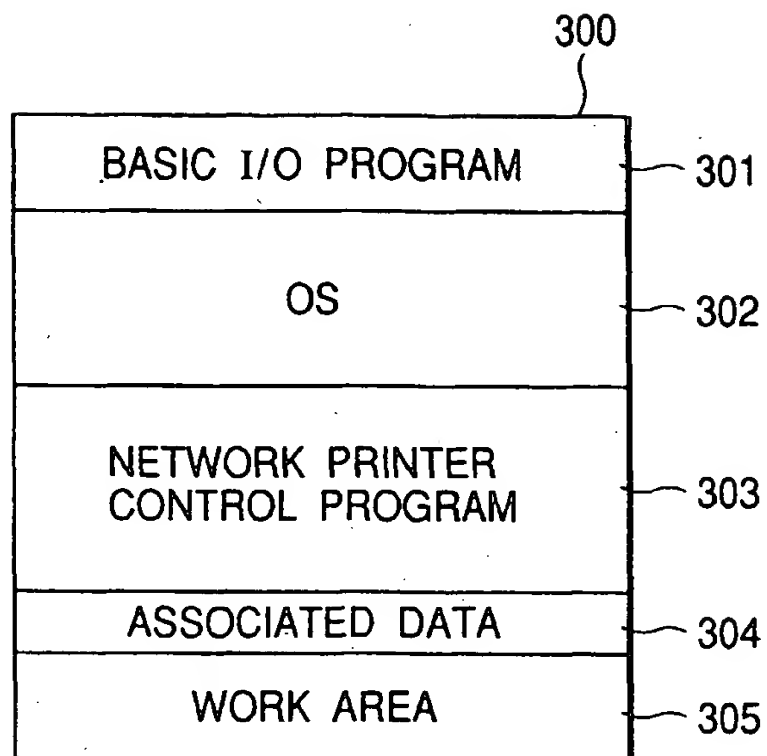 300
BASIC I/O PROGRAM 301
OS 302
NETWORK PRINTER
CONTROL PROGRAM 303
ASSOCIATED DATA 304
WORK AREA 305